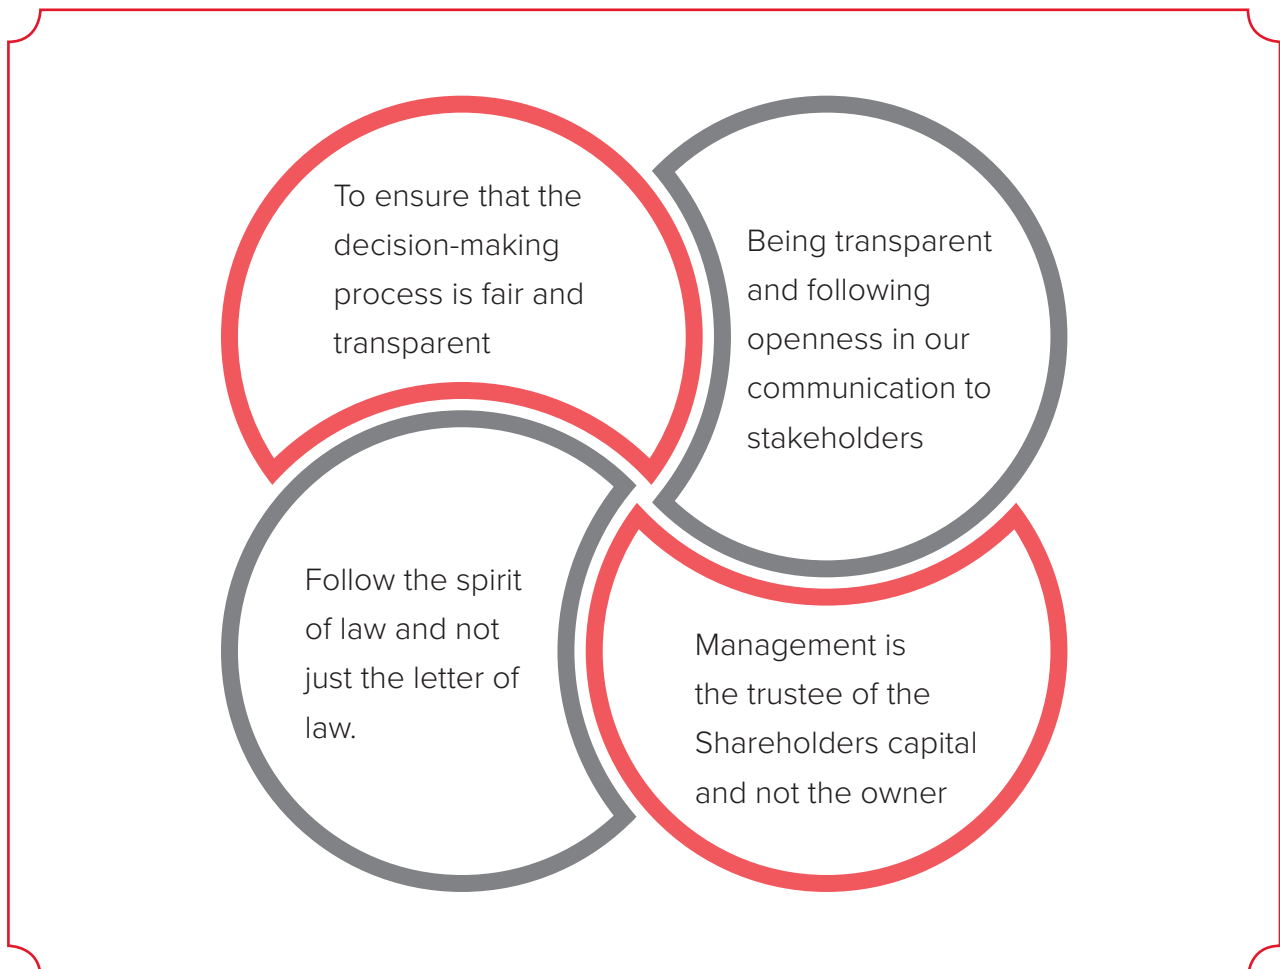 To ensure that the
decision-making
process is fair and
transparent
Being transparent
and following
openness in our
communication to
stakeholders
Follow the spirit
of law and not
just the letter of
law.
Management is
the trustee of the
Shareholders capital
and not the owner